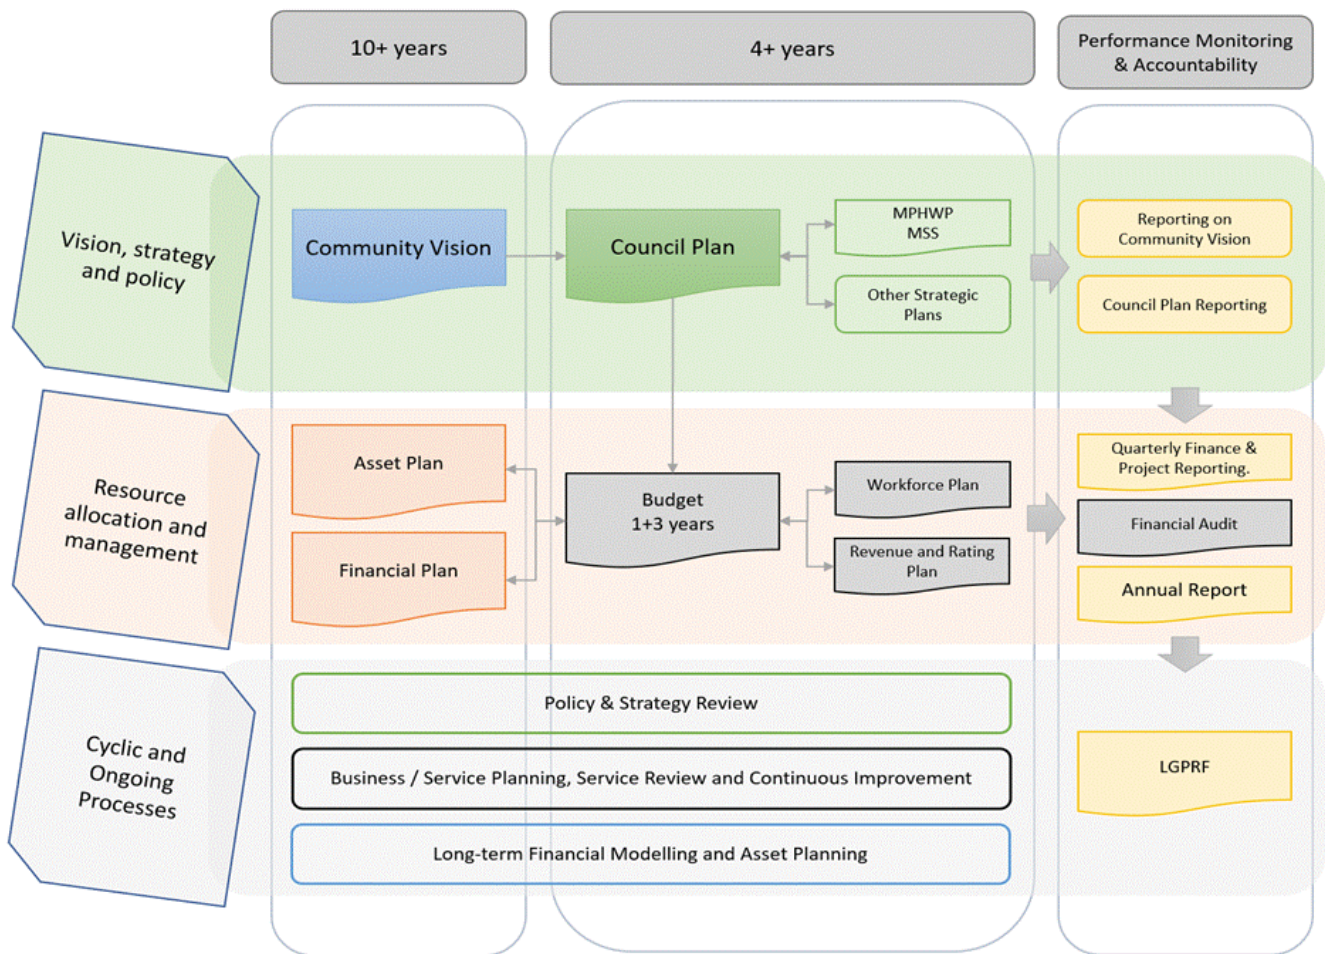 10+ years
4+ years
Performance Monitoring
& Accountability
Vision, strategy
and policy
Community Vision
Council Plan
MPHWP
MSS
Other Strategic
Plans
Reporting on
Community Vision
Council Plan Reporting
Resource
allocation and
management
Asset Plan
Financial Plan
Budget
1+3 years
Workforce Plan
Revenue and Rating
Plan
Quarterly Finance &
Project Reporting.
Financial Audit
Annual Report
Cyclic and
Ongoing
Processes
Policy & Strategy Review
Business / Service Planning, Service Review and Continuous Improvement
Long-term Financial Modelling and Asset Planning
LGPRF